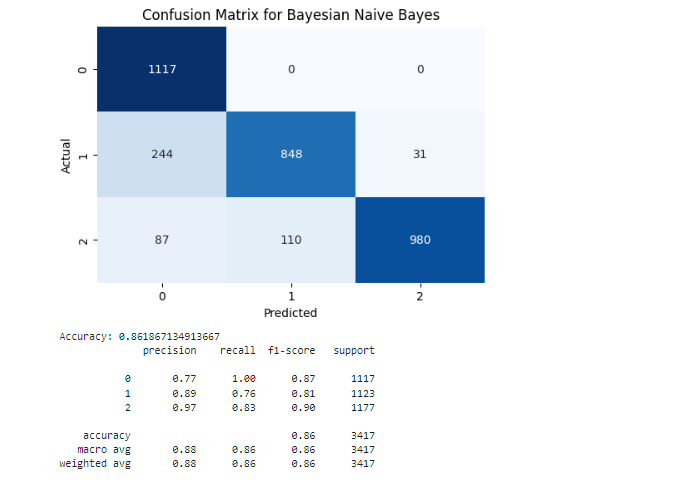 Confusion Matrix for Bayesian Naive Bayes
0 1117 0 0
Actual
1 244 848 31
2 87 110 980
0 1 2
Predicted
Accuracy: 0.861867134913667
precision recall f1-score support
0 0.77 1.00 0.87 1117
1 0.89 0.76 0.81 1123
2 0.97 0.83 0.90 1177
accuracy 0.86 3417
macro avg 0.88 0.86 0.86 3417
weighted avg 0.88 0.86 0.86 3417